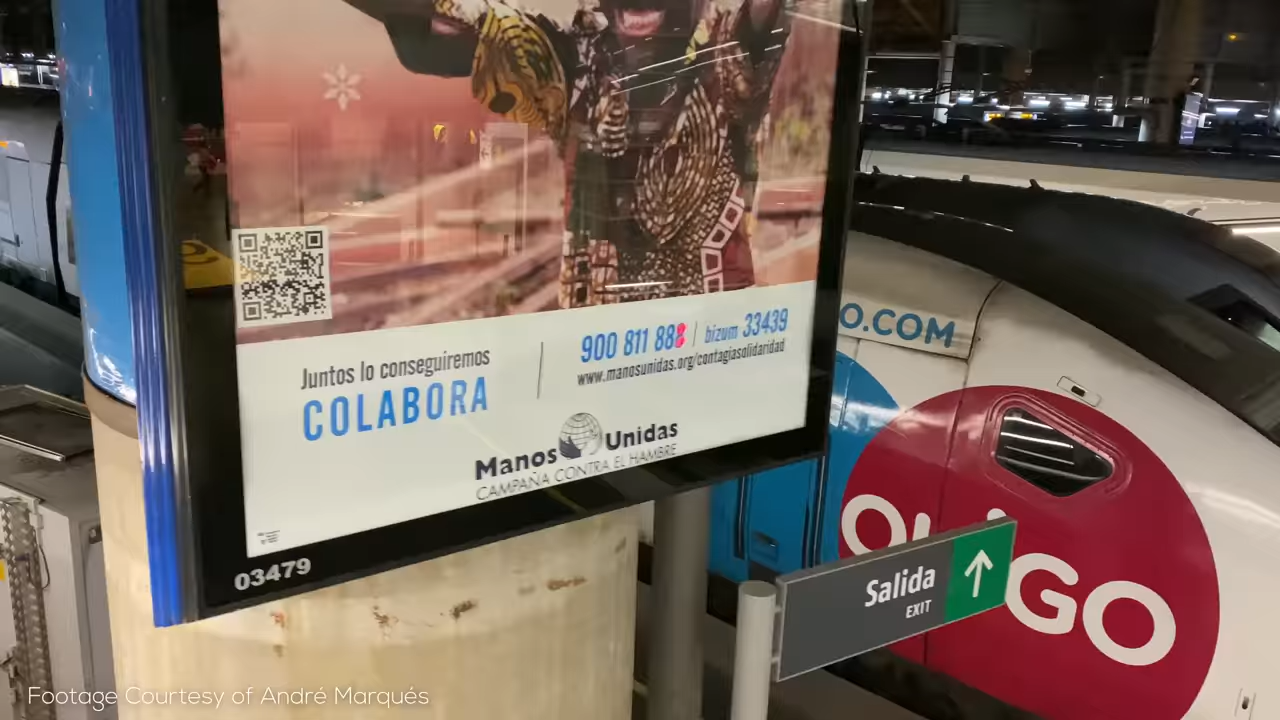 900 811 888 | bizum 33439
www.manosunidas.org/contagiasolidaridad
Juntos lo conseguiremos
COLABORA
Manos Unidas
CAMPAÑA CONTRA EL HAMBRE
03479
O.COM
GO
Salida
EXIT
Footage Courtesy of André Marqués